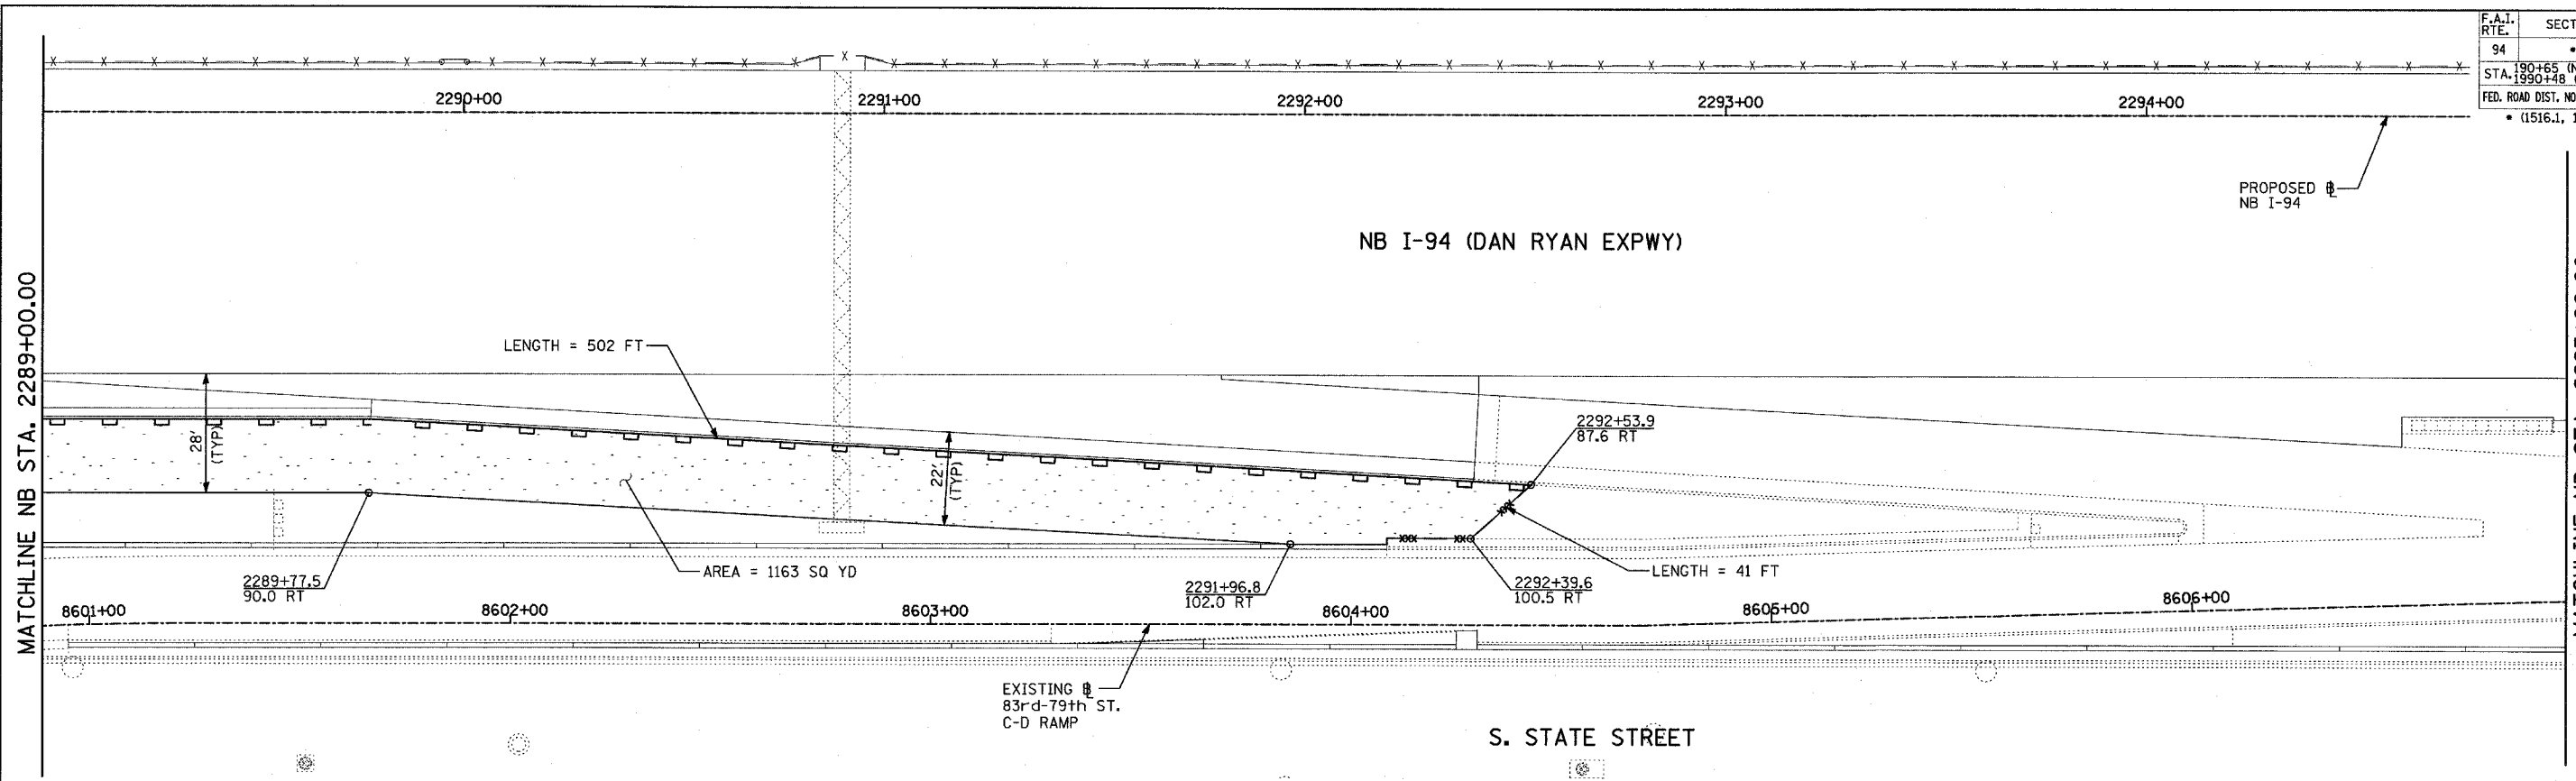 F.A.I. RTE. SECT
94 •
STA. 190+65 (N
1990+48
FED. ROAD DIST. NO
• (1516.1, 1
2290+00 2291+00 2292+00 2293+00 2294+00
PROPOSED
NB I-94
NB I-94 (DAN RYAN EXPWY)
MATCHLINE NB STA. 2289+00.00
LENGTH = 502 FT
28'
(TYP)
22'
(TYP)
2292+53.9
87.6 RT
AREA = 1163 SQ YD
LENGTH = 41 FT
2289+77.5
90.0 RT
2291+96.8
102.0 RT
2292+39.6
100.5 RT
8601+00 8602+00 8603+00 8604+00 8605+00 8606+00
EXISTING
83rd-79th ST.
C-D RAMP
S. STATE STREET